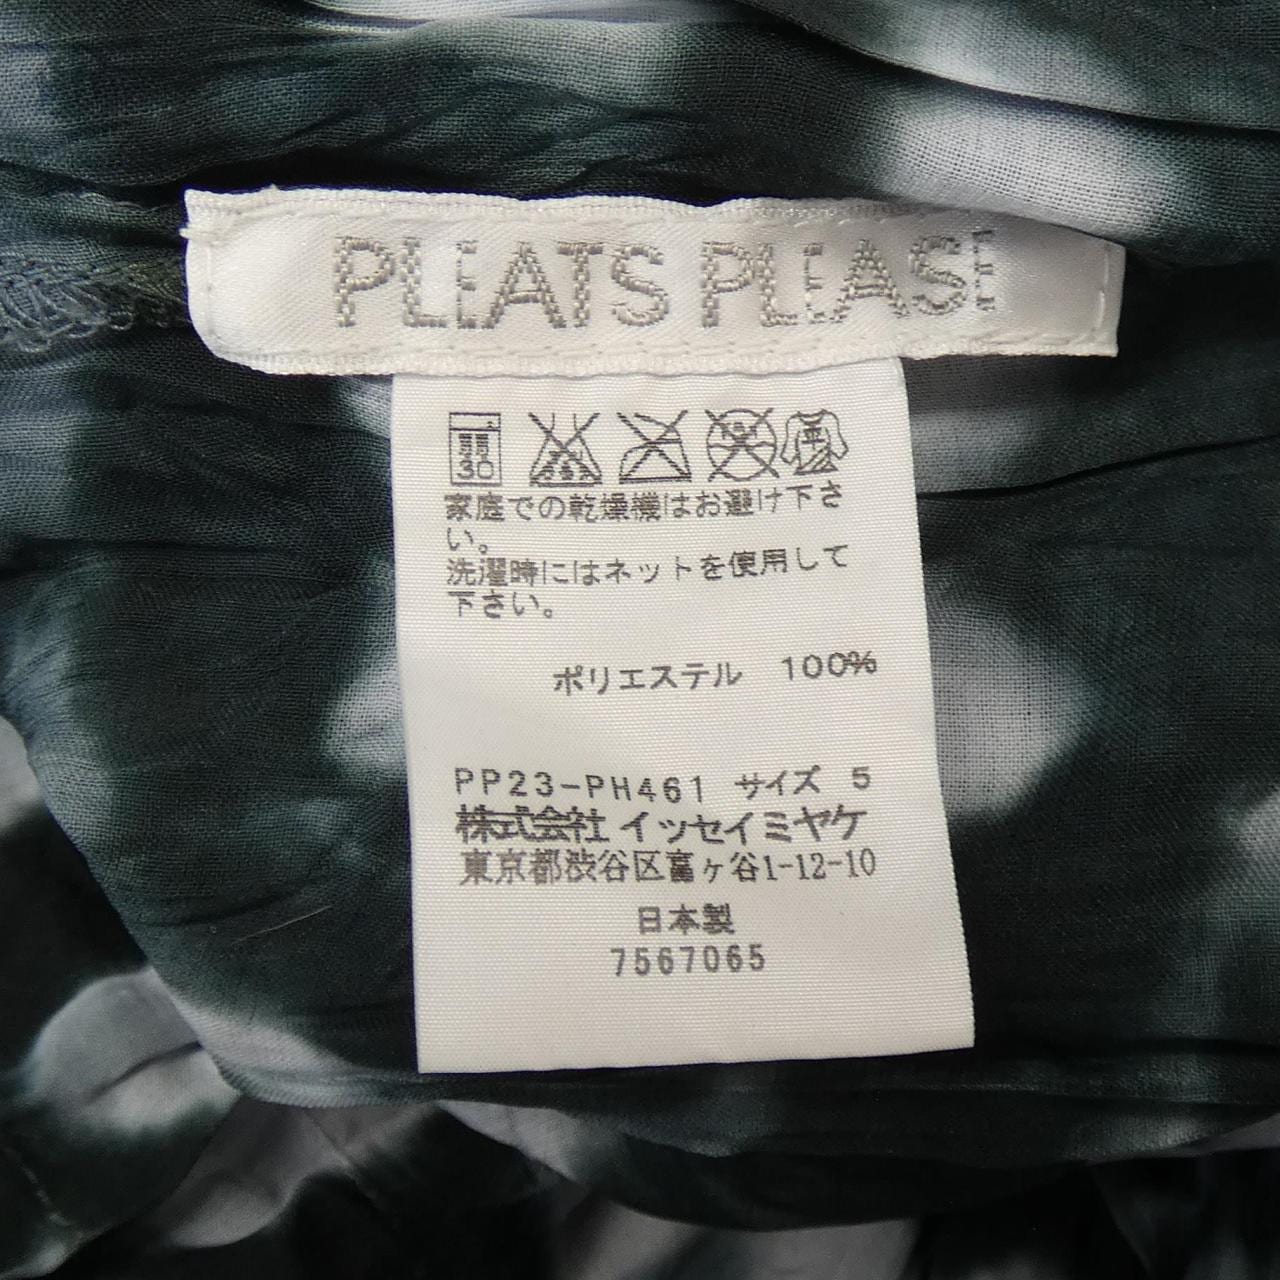 PLEATS PLEASE
弱
30
家庭での乾燥機はお避け下さ
い。
洗濯時にはネットを使用して
下さい。
ポリエステル 100%
PP23-PH461 サイズ 5
株式会社 イッセイミヤケ
東京都渋谷区富ヶ谷1-12-10
日本製
7567065